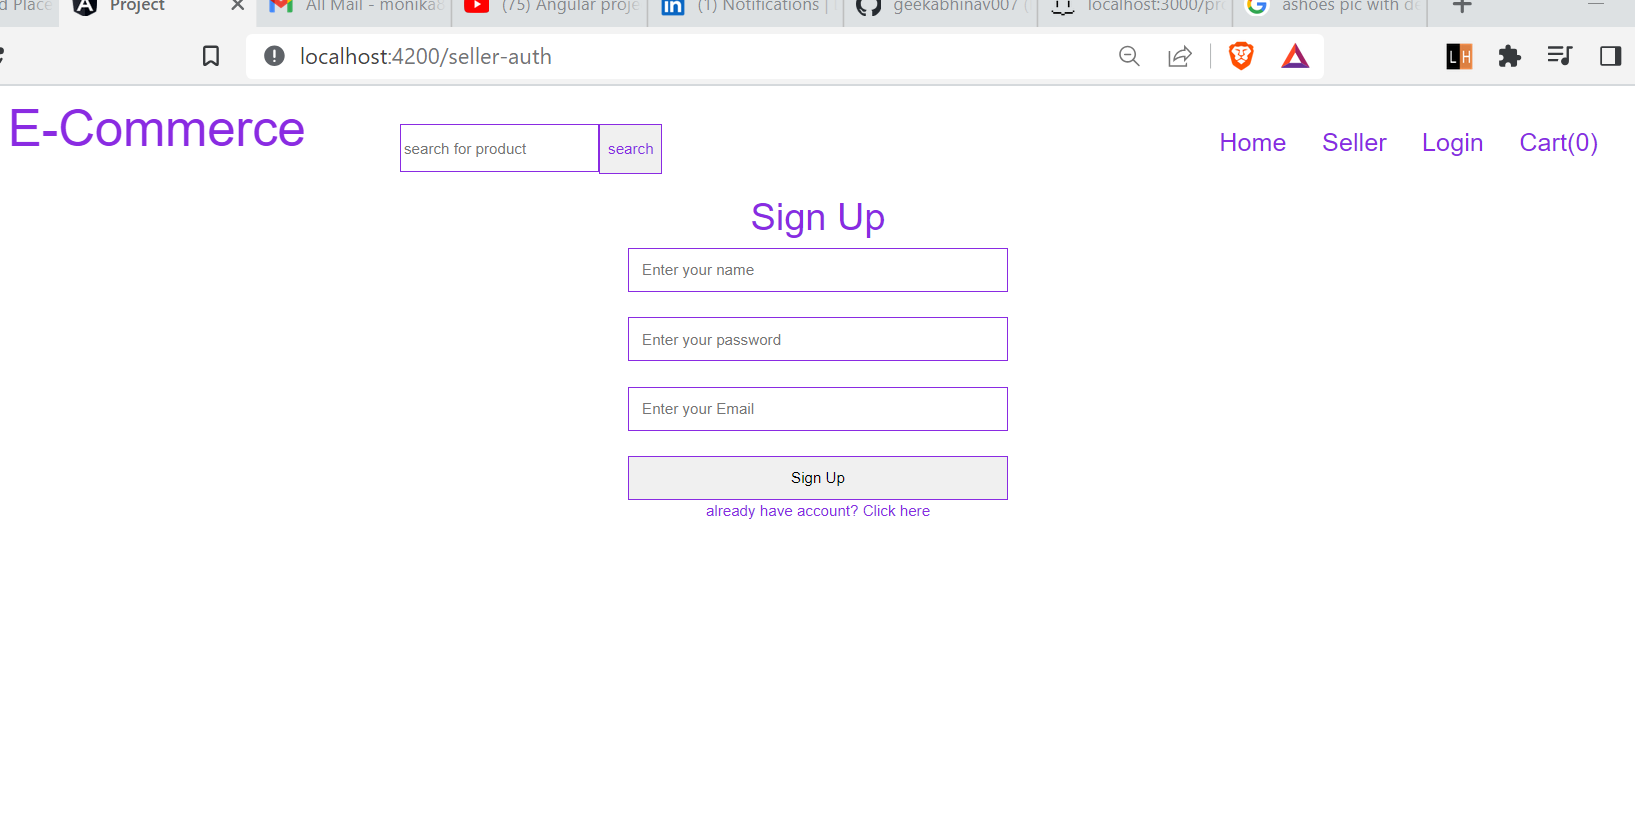 d Place
Project
All Mail - monika8
(75) Angular proje
(1) Notifications |
geekabhinav007 (
localhost:3000/pro
ashoes pic with de
localhost:4200/seller-auth
L H
E-Commerce
search for product
search
Home
Seller
Login
Cart(0)
Sign Up
Enter your name
Enter your password
Enter your Email
Sign Up
already have account? Click here